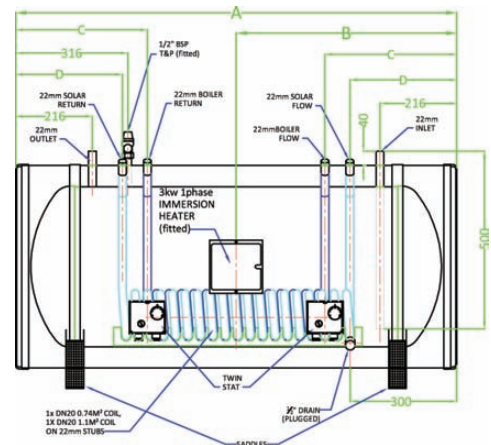 A
C
B
316
1/2" BSP
T&P (fitted)
C
D
D
22mm SOLAR
RETURN
22mm BOILER
RETURN
22mm SOLAR
FLOW
216
216
22mm
OUTLET
22mmBOILER
FLOW
40
22mm
INLET
3kw 1phase
IMMERSION
HEATER
(fitted)
500
TWIN
STAT
½" DRAIN
(PLUGGED)
300
1x DN20 0.74M² COIL,
1X DN20 1.1M² COIL
ON 22mm STUBS
SADDLES